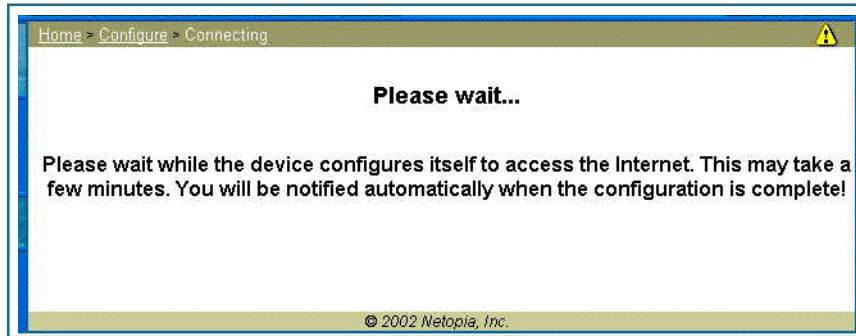 Home > Configure > Connecting
Please wait...
Please wait while the device configures itself to access the Internet. This may take a
few minutes. You will be notified automatically when the configuration is complete!
© 2002 Netopia, Inc.